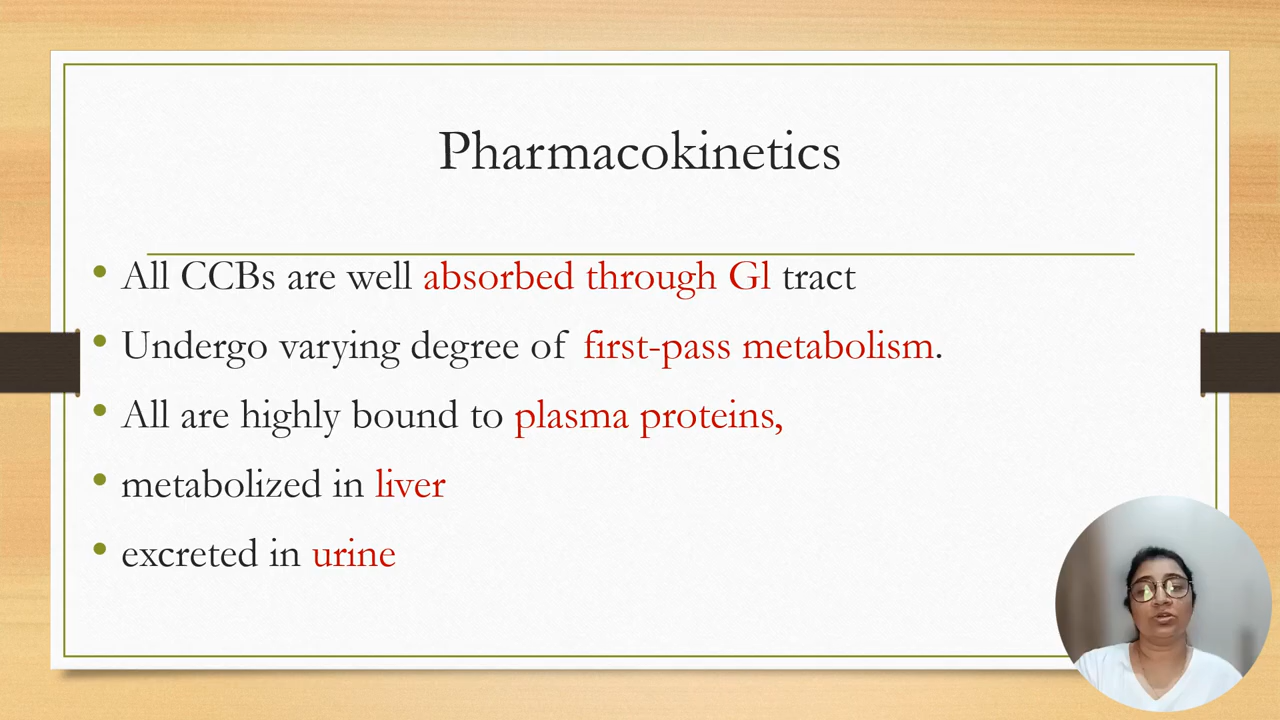 Pharmacokinetics
• All CCBs are well absorbed through Gl tract
• Undergo varying degree of first-pass metabolism.
• All are highly bound to plasma proteins,
• metabolized in liver
• excreted in urine